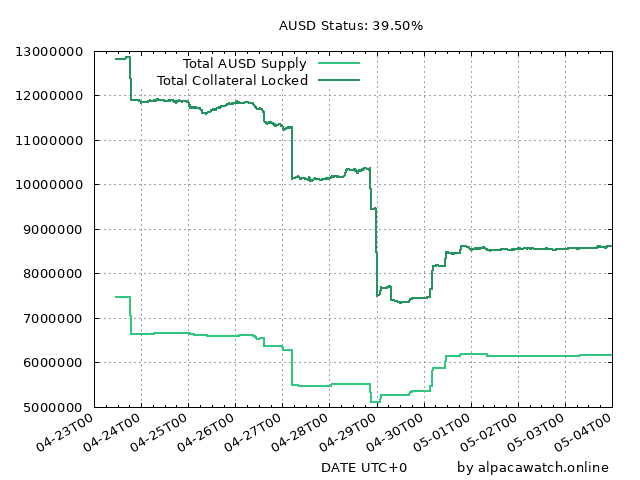 AUSD Status: 39.50%
Total AUSD Supply
Total Collateral Locked
13000000
12000000
11000000
10000000
9000000
8000000
7000000
6000000
5000000
04-23T00
04-24T00
04-25T00
04-26T00
04-27T00
04-28T00
04-29T00
04-30T00
05-01T00
05-02T00
05-03T00
05-04T00
DATE UTC+0
by alpacawatch.online